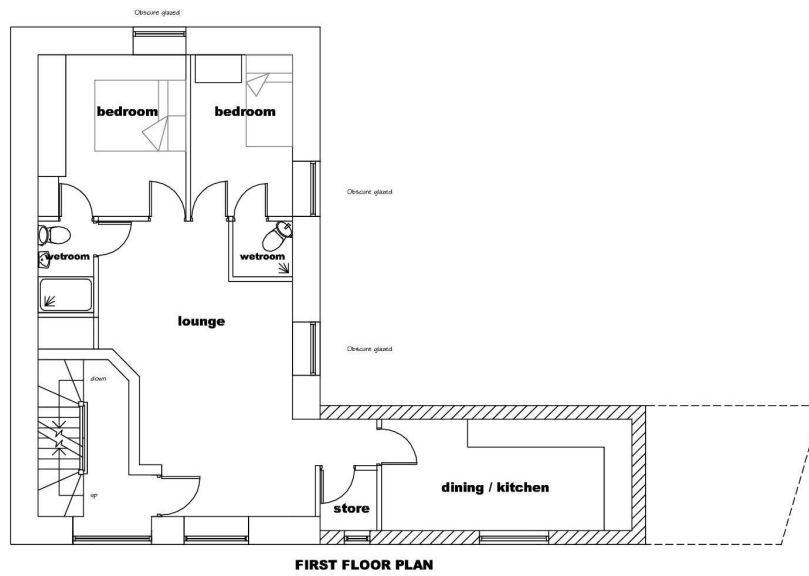 Obscure glazed
bedroom
bedroom
Obscure glazed
wetroom
wetroom
lounge
Obscure glazed
down
dining / kitchen
up
store
FIRST FLOOR PLAN